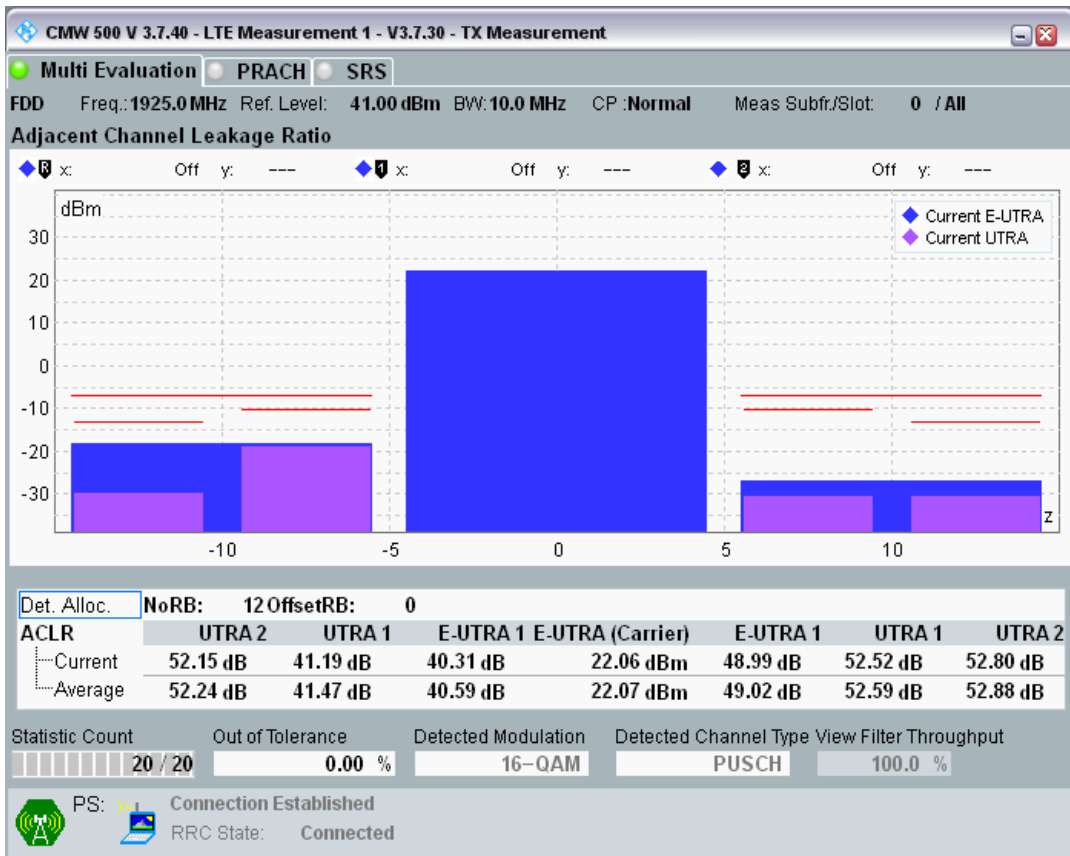 CMW 500 V 3.7.40 - LTE Measurement 1 - V3.7.30 - TX Measurement
Multi Evaluation PRACH SRS
FDD Freq.: 1925.0 MHz Ref. Level: 41.00 dBm BW: 10.0 MHz CP : Normal Meas Subfr./Slot: 0 / All
Adjacent Channel Leakage Ratio
R x: Off y: --- 1 x: Off y: --- 2 x: Off y: ---
dBm
Current E-UTRA
Current UTRA
30
20
10
0
-10
-20
-30
z
-10 -5 0 5 10
Det. Alloc. NoRB: 12 OffsetRB: 0
ACLR UTRA 2 UTRA 1 E-UTRA 1 E-UTRA (Carrier) E-UTRA 1 UTRA 1 UTRA 2
Current 52.15 dB 41.19 dB 40.31 dB 22.06 dBm 48.99 dB 52.52 dB 52.80 dB
Average 52.24 dB 41.47 dB 40.59 dB 22.07 dBm 49.02 dB 52.59 dB 52.88 dB
Statistic Count Out of Tolerance Detected Modulation Detected Channel Type View Filter Throughput
20 / 20 0.00 % 16-QAM PUSCH 100.0 %
PS: Connection Established
RRC State: Connected